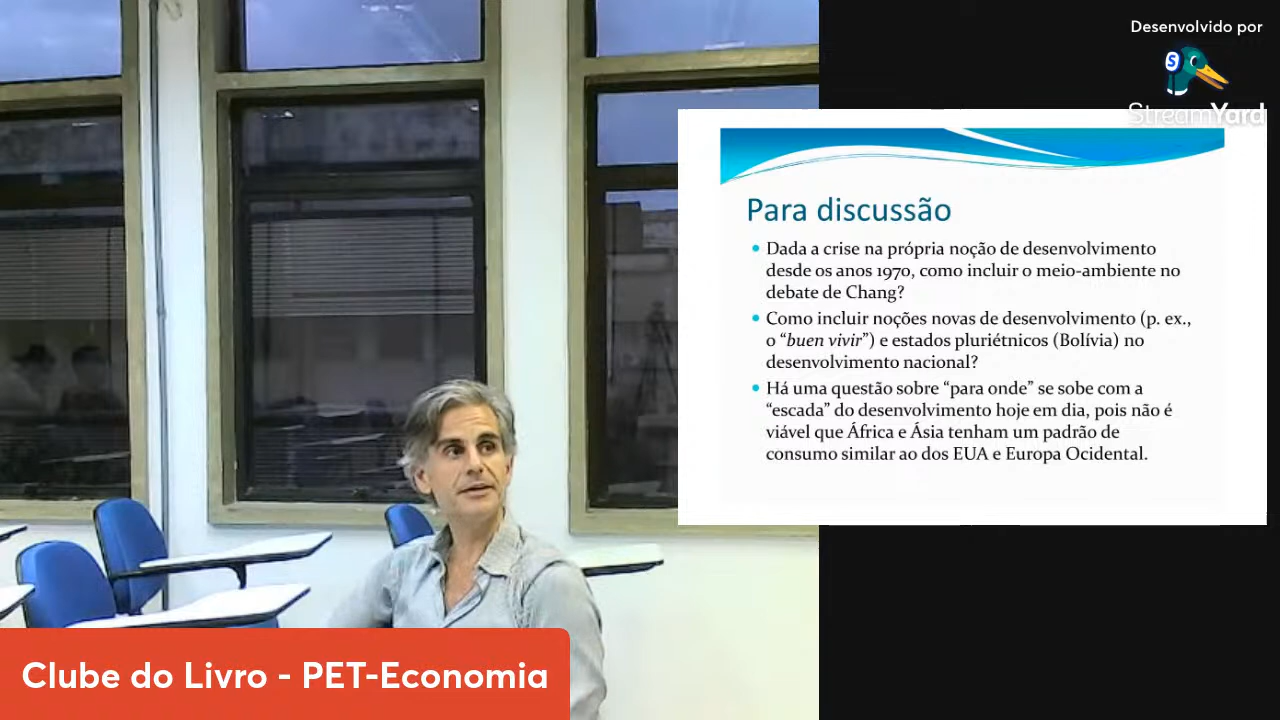 Desenvolvido por
StreamYard
Para discussão
Dada a crise na própria noção de desenvolvimento
desde os anos 1970, como incluir o meio-ambiente no
debate de Chang?
Como incluir noções novas de desenvolvimento (p. ex.,
o “buen vivir”) e estados pluriétnicos (Bolívia) no
desenvolvimento nacional?
Há uma questão sobre “para onde” se sobe com a
“escada” do desenvolvimento hoje em dia, pois não é
viável que África e Ásia tenham um padrão de
consumo similar ao dos EUA e Europa Ocidental.
Clube do Livro - PET-Economia